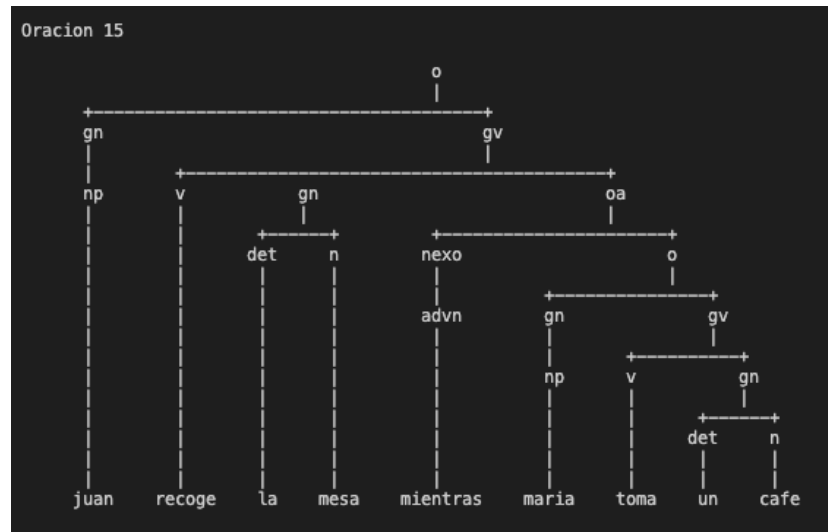 Oracion 15
o
gn gv
np v gn oa
det n nexo o
advn gn gv
np v gn
det n
juan recoge la mesa mientras maria toma un cafe